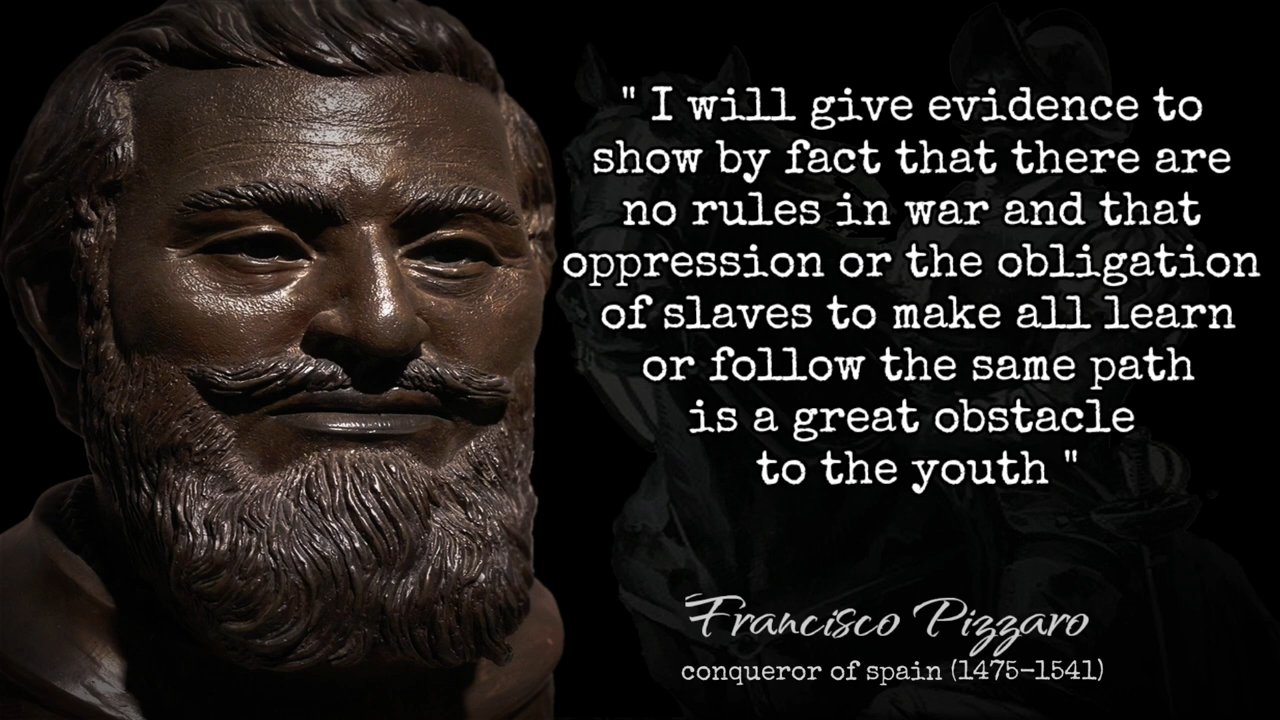 " I will give evidence to
show by fact that there are
no rules in war and that
oppression or the obligation
of slaves to make all learn
or follow the same path
is a great obstacle
to the youth "
Francisco Pizzaro
conqueror of spain (1475-1541)